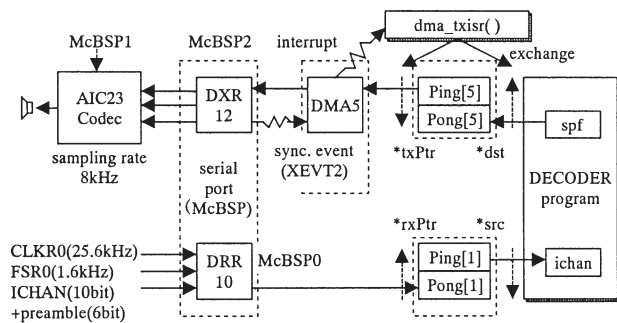 dma_txisr( )
McBSP1
McBSP2
interrupt
exchange
AIC23
Codec
DXR
12
DMA5
Ping[5]
Pong[5]
spf
sampling rate
8kHz
sync. event
(XEVT2)
*txPtr
*dst
serial
port
(McBSP)
DECODER
program
*rxPtr
*src
CLKR0(25.6kHz)
FSR0(1.6kHz)
ICHAN(10bit)
+preamble(6bit)
DRR
10
McBSP0
Ping[1]
Pong[1]
ichan